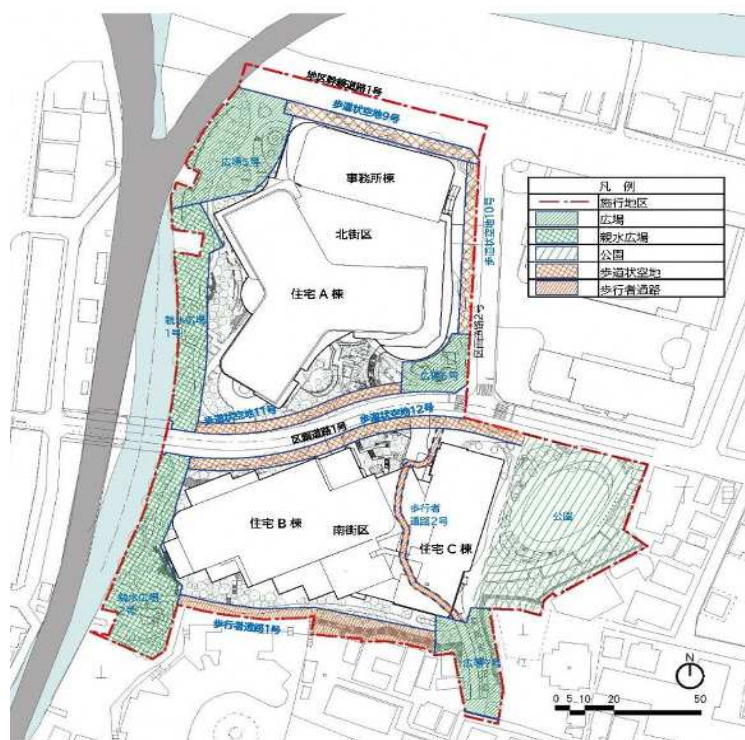 地区幹線道路1号
歩道状空地9号
広場5号
事務所棟
北街区
歩道状空地10号
凡 例
施行地区
広場
親水広場
公園
歩道状空地
歩行者通路
住宅A棟
親水広場
1号
区画道路2号
広場6号
歩道状空地11号
歩道状空地12号
区画道路1号
住宅B棟
南街区
歩行者
通路2号
住宅C棟
公園
親水広場
2号
歩行者通路1号
広場7号
N
0 5 10 20 50